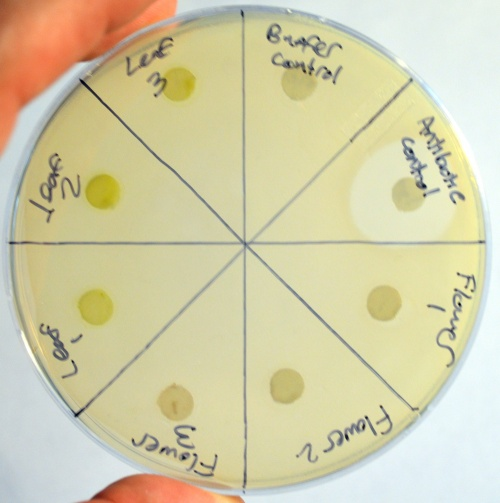 Buffer
Control
Antibiotic
control
Flower
1
Flower 2
Flower
3
Leaf
1
Leaf
2
Leaf
3